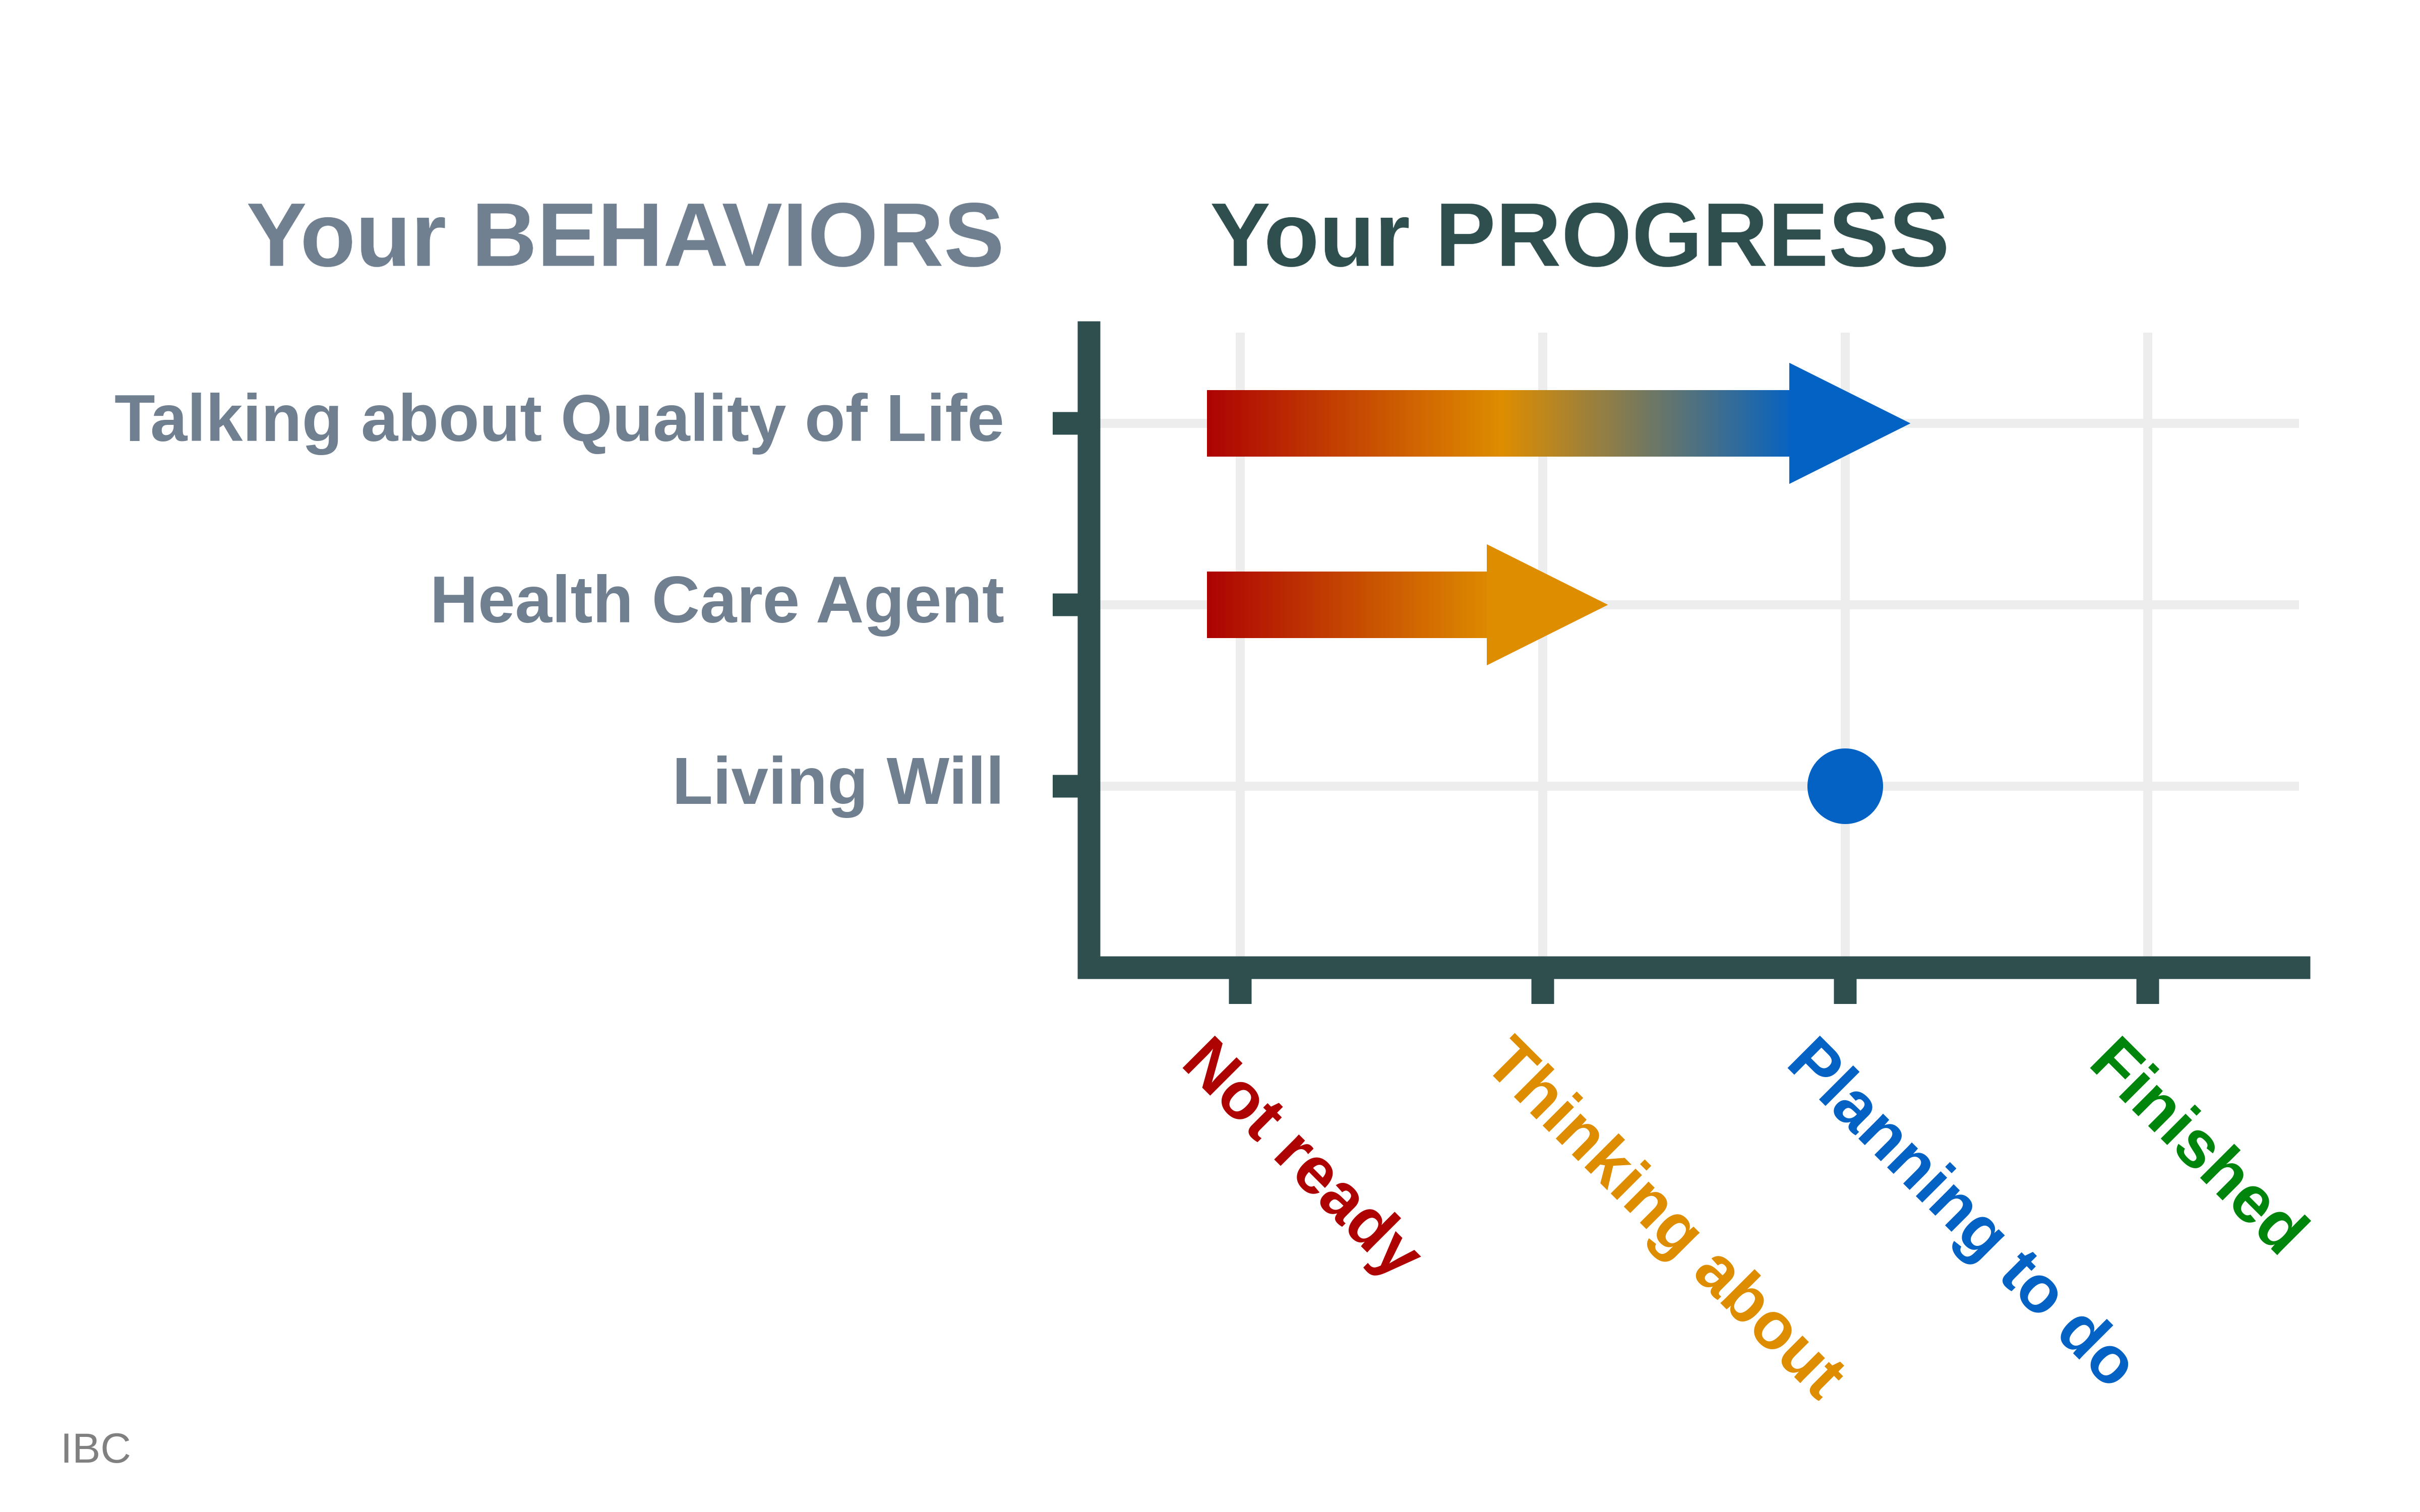 Your BEHAVIORS
Your PROGRESS
Talking about Quality of Life
Health Care Agent
Living Will
Not ready
Thinking about
Planning to do
Finished
IBC